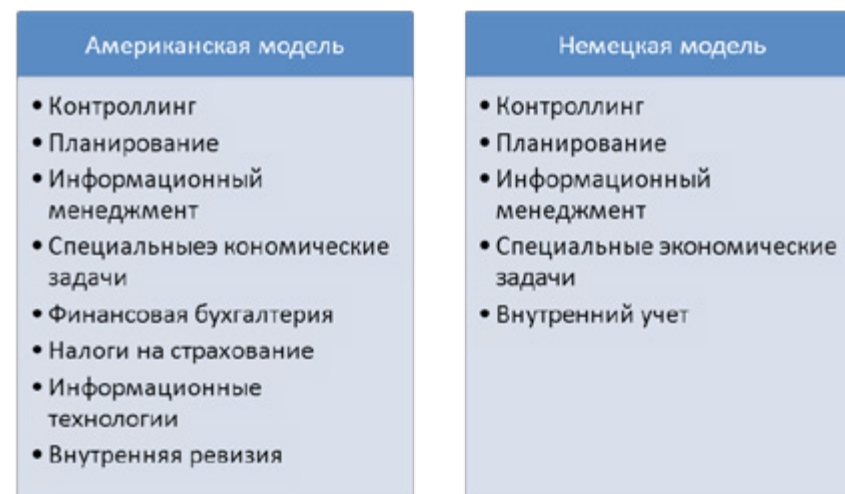 Американская модель
• Контроллинг
• Планирование
• Информационный
менеджмент
• Специальныеэ кономические
задачи
• Финансовая бухгалтерия
• Налоги на страхование
• Информационные
технологии
• Внутренняя ревизия
Немецкая модель
• Контроллинг
• Планирование
• Информационный
менеджмент
• Специальные экономические
задачи
• Внутренний учет